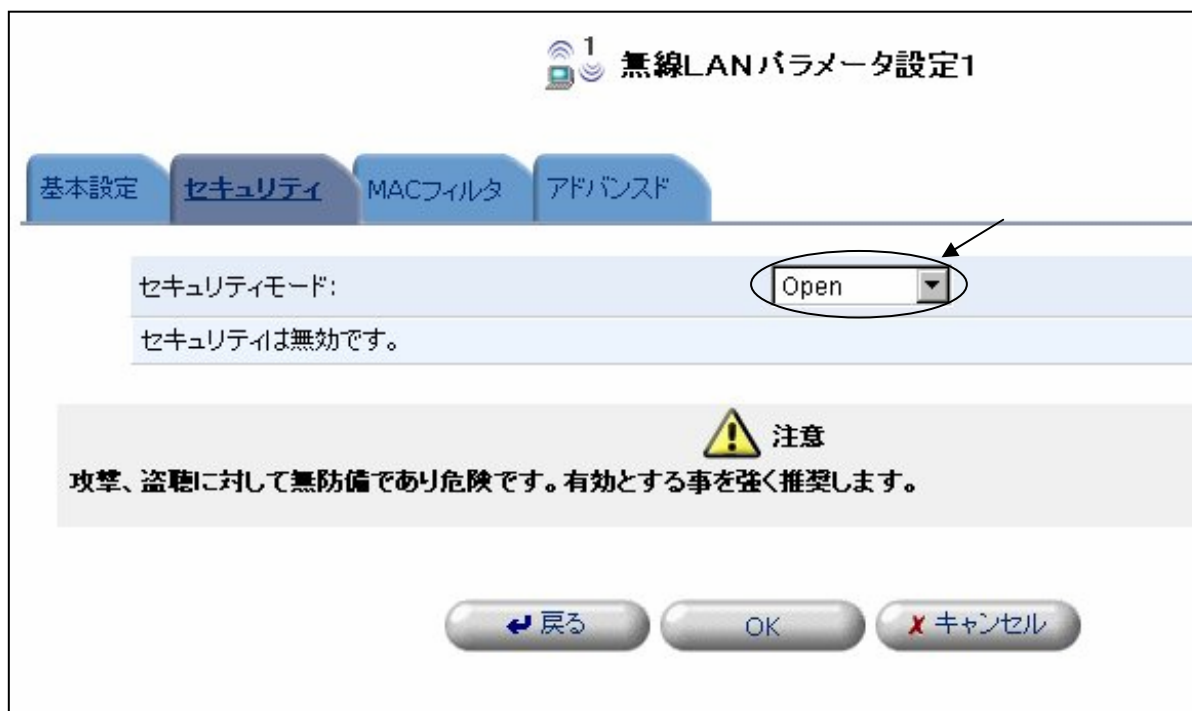 1
無線LANパラメータ設定1
基本設定 セキュリティ MACフィルタ アドバンスド
セキュリティモード: Open
セキュリティは無効です。
注意
攻撃、盗聴に対して無防備であり危険です。有効とする事を強く推奨します。
戻る OK キャンセル